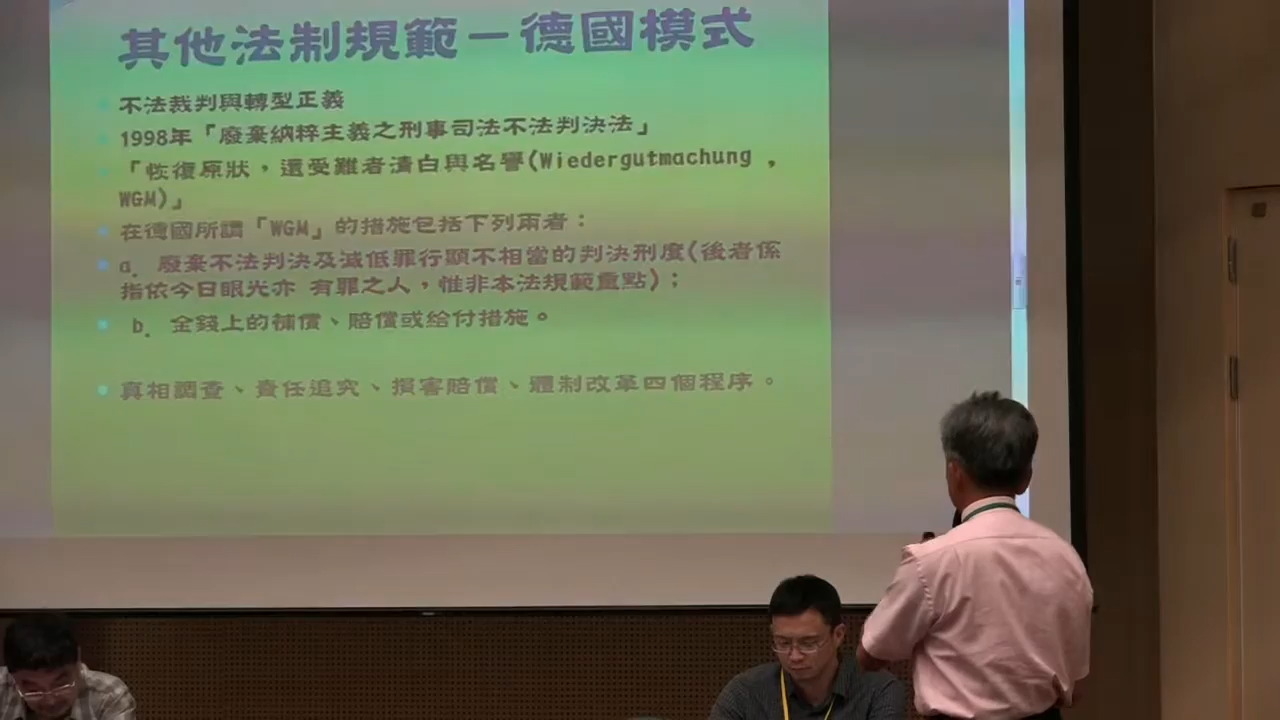 其他法制規範－德國模式
不法裁判與轉型正義
1998年「廢棄納粹主義之刑事司法不法判決法」
「恢復原狀，還受難者清白與名譽(Wiedergutmachung ，
WGM)」
在德國所謂「WGM」的措施包括下列兩者：
a. 廢棄不法判決及減低罪行顯不相當的判決刑度(後者係
指依今日眼光亦 有罪之人，惟非本法規範重點)；
b. 金錢上的補償、賠償或給付措施。
真相調查、責任追究、損害賠償、體制改革四個程序。